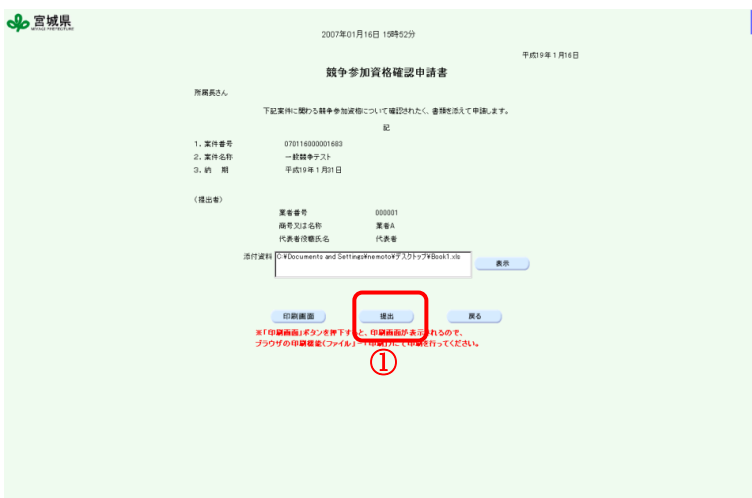 宮城県
MIYAGI PREFECTURE
2007年01月16日 15時52分
平成19年1月16日
競争参加資格確認申請書
所属長さん
下記案件に関わる競争参加資格について確認されたく、書類を添えて申請します。
記
1. 案件番号 070116000001683
2. 案件名称 一般競争テスト
3. 納 期 平成19年1月31日
(提出者)
業者番号 000001
商号又は名称 業者A
代表者役職氏名 代表者
添付資料 C:¥Documents and Settings¥nemoto¥デスクトップ¥Book1.xls 表示
印刷画面 提出 戻る
※「印刷画面」ボタンを押下すると、印刷画面が表示されるので、
ブラウザの印刷機能(ファイル」-「印刷」)にて印刷を行ってください。
①